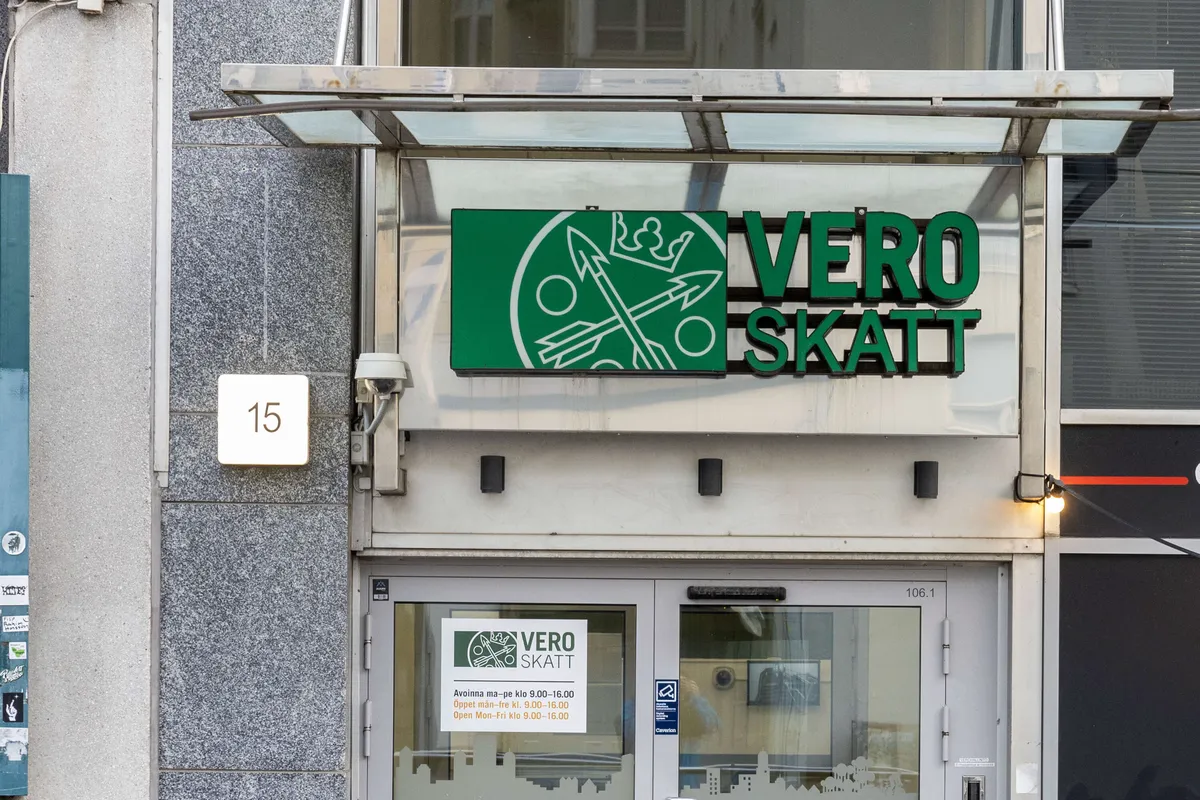 VERO
SKATT
15
106.1
VERO
SKATT
Avoinna ma–pe klo 9.00–16.00
Öppet mån–fre kl. 9.00–16.00
Open Mon-Fri klo 9.00–16.00
Caverion